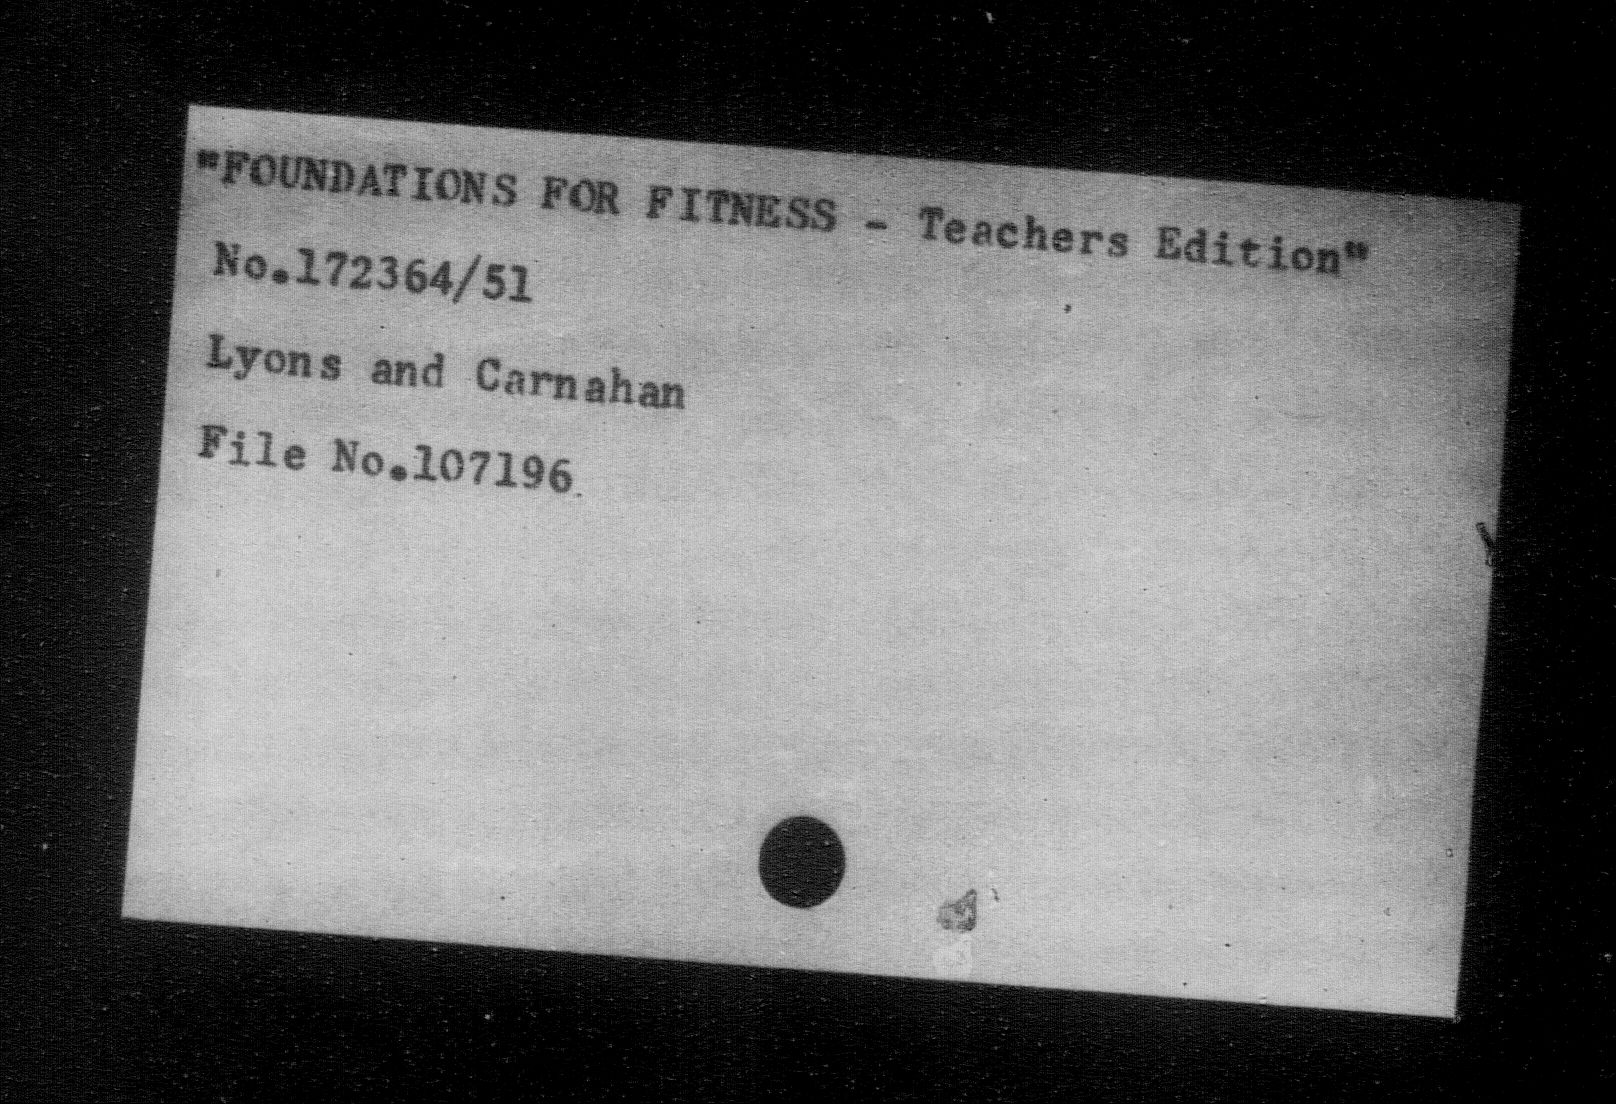 "FOUNDATIONS FOR FITNESS - Teachers Edition"
No.172364/51
Lyons and Carnahan
File No.107196